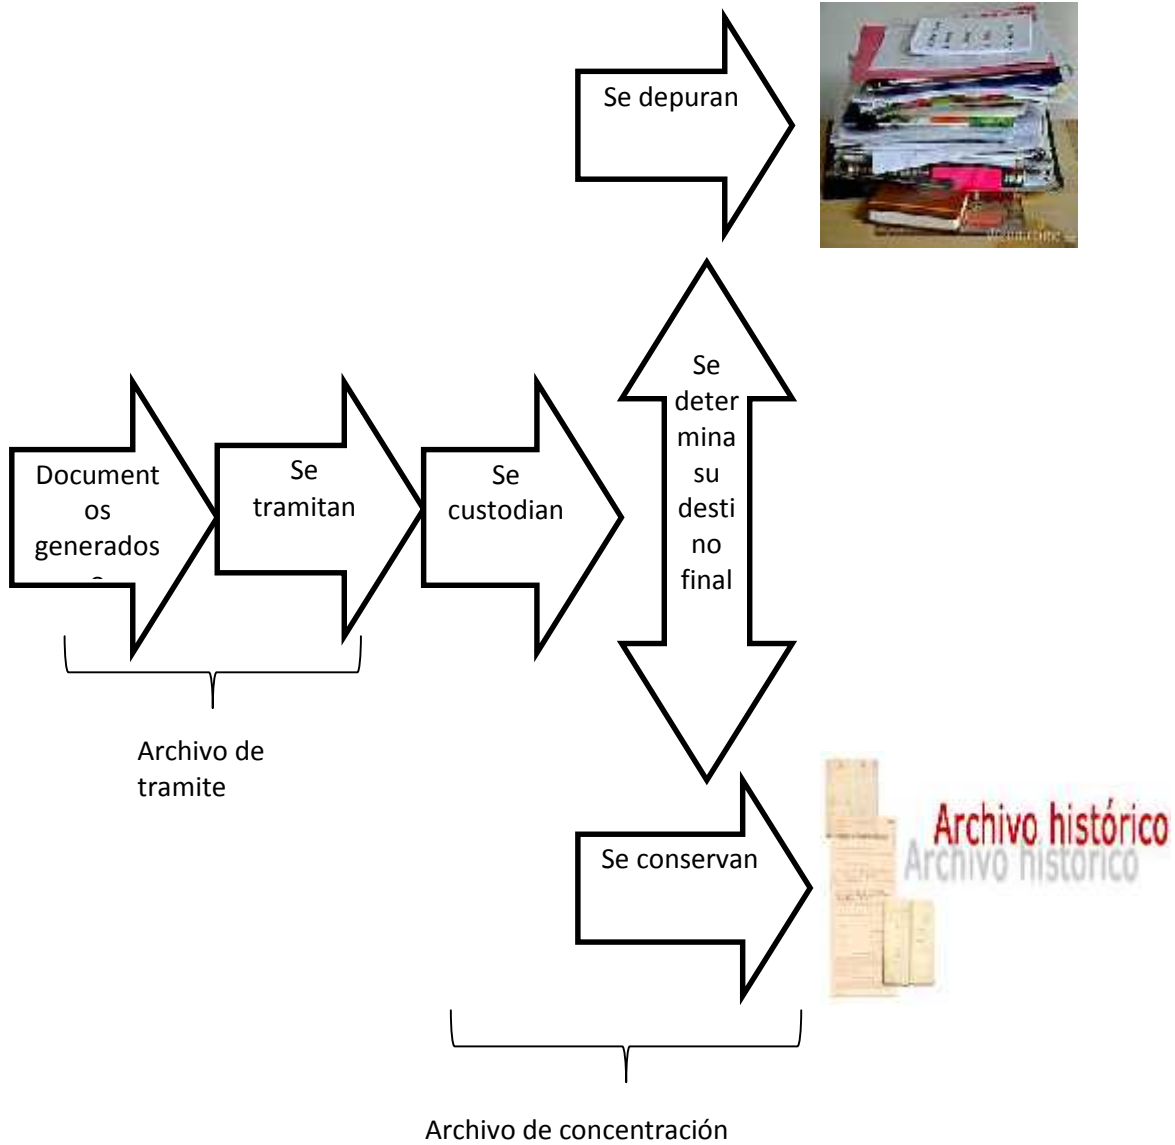 Se depuran
Se
deter
mina
su
desti
no
final
Document
os
generados
Se
tramitan
Se
custodian
Archivo de
tramite
Se conservan
Archivo histórico
Archivo histórico
Archivo de concentración